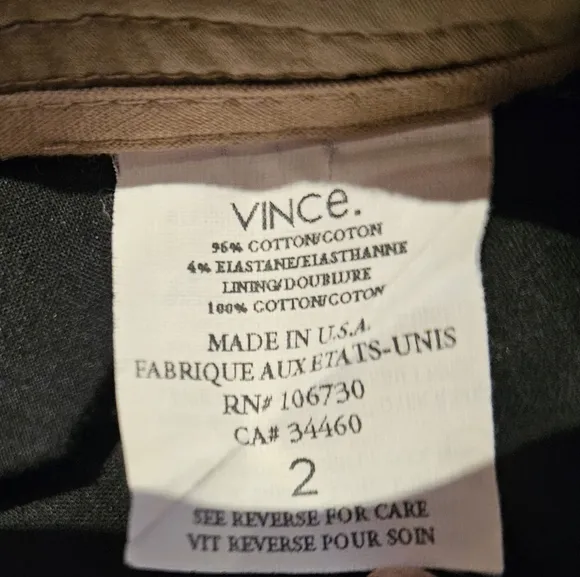 VINCe.
96% COTTON/COTON
4% ELASTANE/ELASTHANNE
LINING/DOUBLURE
100% COTTON/COTON
MADE IN U.S.A.
FABRIQUE AUX ETATS-UNIS
RN# 106730
CA# 34460
2
SEE REVERSE FOR CARE
VIT REVERSE POUR SOIN